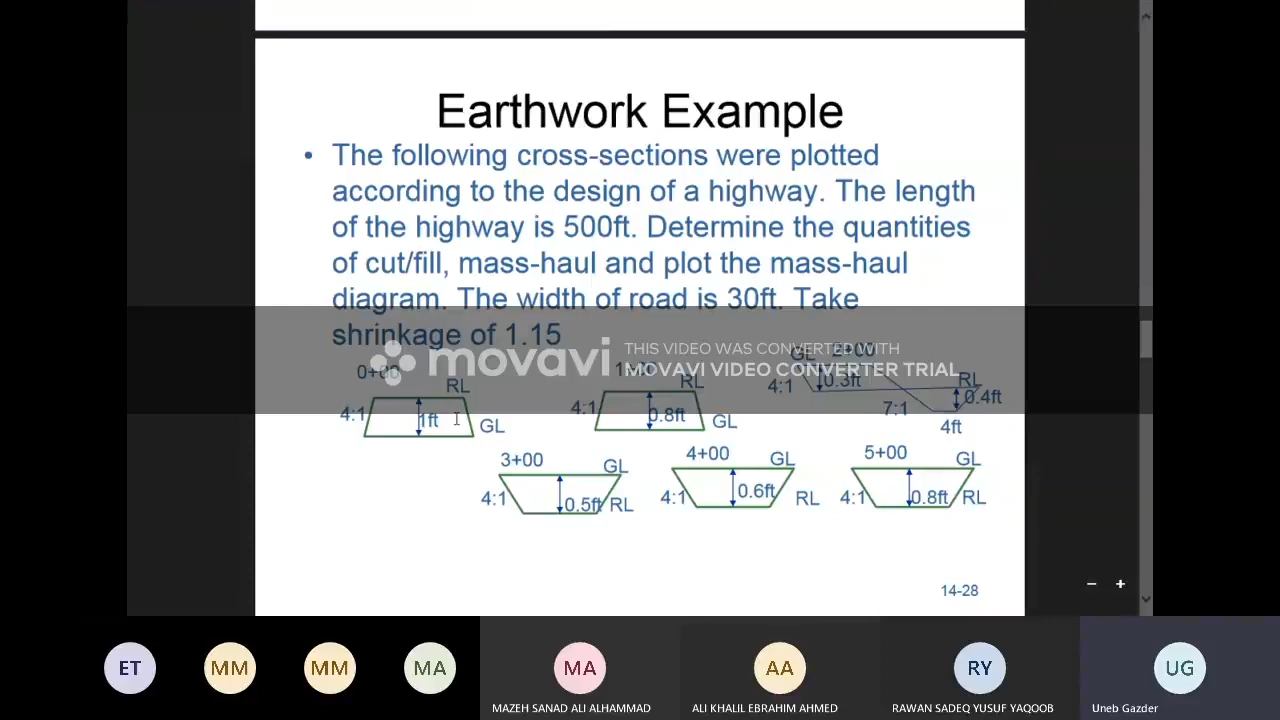 Earthwork Example
• The following cross-sections were plotted
according to the design of a highway. The length
of the highway is 500ft. Determine the quantities
of cut/fill, mass-haul and plot the mass-haul
diagram. The width of road is 30ft. Take
shrinkage of 1.15
movavi
THIS VIDEO WAS CONVERTED WITH
MOVAVI VIDEO CONVERTER TRIAL
0+00
RL
4:1
1ft
GL
RL
4:1
0.8ft
GL
GL
2+00
4:1
0.3ft
RL
0.4ft
7:1
4ft
3+00
GL
4:1
0.5ft
RL
4+00
GL
4:1
0.6ft
RL
5+00
GL
4:1
0.8ft
RL
14-28
− +
ET
MM
MM
MA
MA
AA
RY
UG
MAZEH SANAD ALI ALHAMMAD
ALI KHALIL EBRAHIM AHMED
RAWAN SADEQ YUSUF YAQOOB
Uneb Gazder